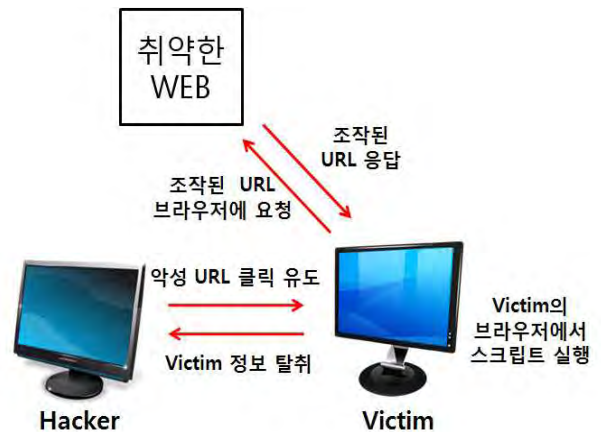 취약한
WEB
조작된
URL 응답
조작된 URL
브라우저에 요청
악성 URL 클릭 유도
Victim 정보 탈취
Victim의
브라우저에서
스크립트 실행
Hacker
Victim